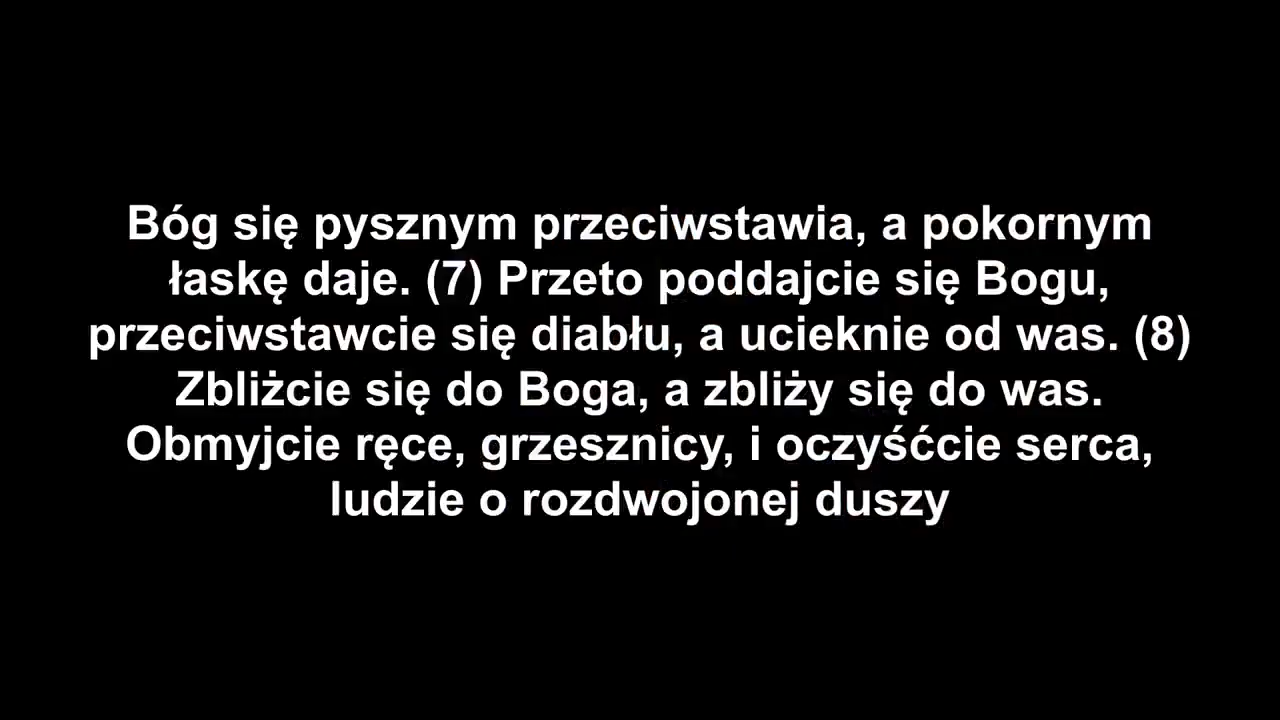 Bóg się pysznym przeciwstawia, a pokornym
łaskę daje. (7) Przeto poddajcie się Bogu,
przeciwstawcie się diabłu, a ucieknie od was. (8)
Zbliżcie się do Boga, a zbliży się do was.
Obmyjcie ręce, grzesznicy, i oczyśććcie serca,
ludzie o rozdwojonej duszy